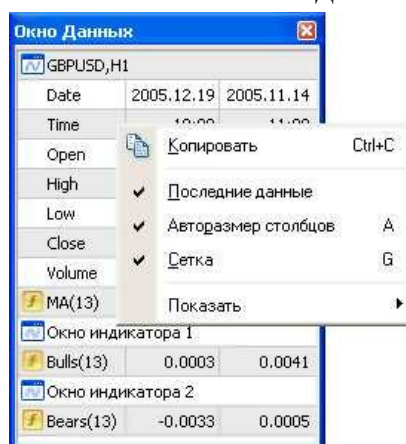 Окно Данных
GBPUSD,H1
Date 2005.12.19 2005.11.14
Time
Open
High
Low
Close
Volume
MA(13)
Копировать Ctrl+C
Последние данные
Авторазмер столбцов A
Сетка G
Показать
Окно индикатора 1
Bulls(13) 0.0003 0.0041
Окно индикатора 2
Bears(13) -0.0033 0.0005